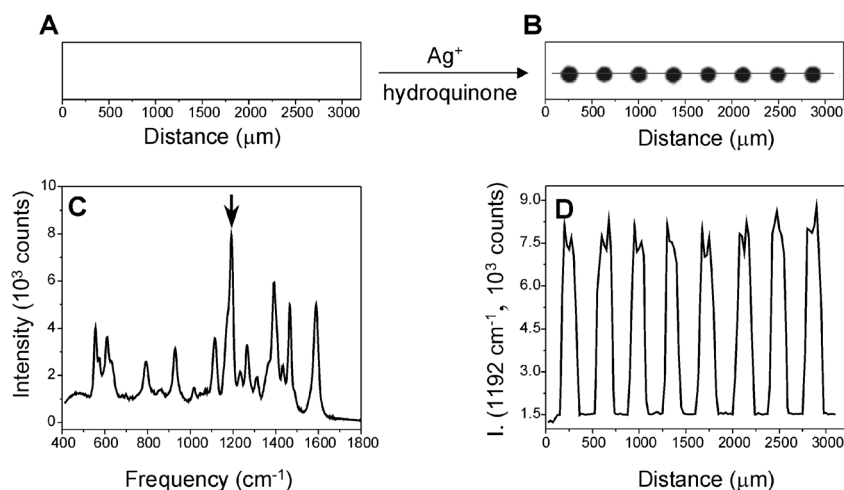 A
0 500 1000 1500 2000 2500 3000
Distance (μm)
Ag⁺
hydroquinone
B
0 500 1000 1500 2000 2500 3000
Distance (μm)
C
10
8
6
4
2
0
Intensity (10³ counts)
400 600 800 1000 1200 1400 1600 1800
Frequency (cm⁻¹)
D
9.0
7.5
6.0
4.5
3.0
1.5
I. (1192 cm⁻¹, 10³ counts)
0 500 1000 1500 2000 2500 3000
Distance (μm)